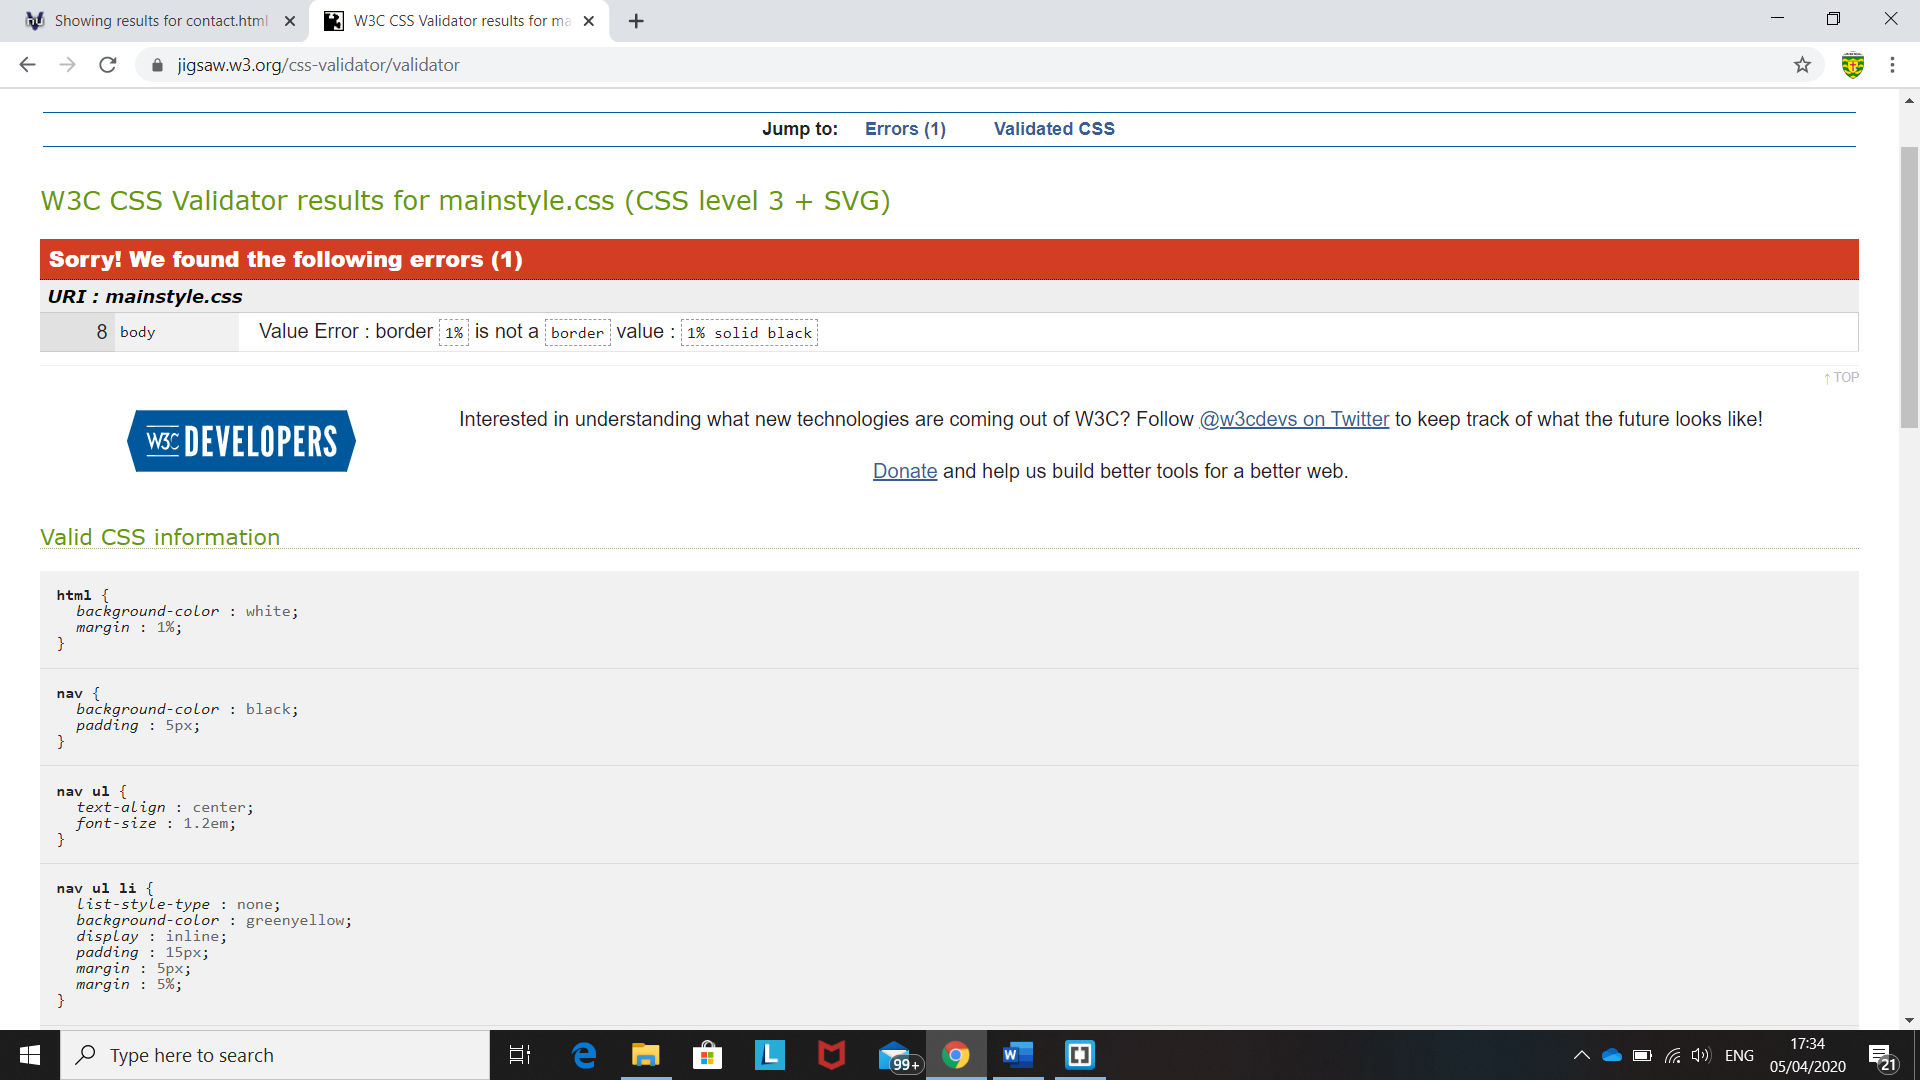 Showing results for contact.html
W3C CSS Validator results for ma
jigsaw.w3.org/css-validator/validator
Jump to: Errors (1) Validated CSS
W3C CSS Validator results for mainstyle.css (CSS level 3 + SVG)
Sorry! We found the following errors (1)
URI : mainstyle.css
8 body Value Error : border 1% is not a border value : 1% solid black
↑ TOP
W3C DEVELOPERS
Interested in understanding what new technologies are coming out of W3C? Follow @w3cdevs on Twitter to keep track of what the future looks like!
Donate and help us build better tools for a better web.
Valid CSS information
html {
background-color : white;
margin : 1%;
}
nav {
background-color : black;
padding : 5px;
}
nav ul {
text-align : center;
font-size : 1.2em;
}
nav ul li {
list-style-type : none;
background-color : greenyellow;
display : inline;
padding : 15px;
margin : 5px;
margin : 5%;
}
Type here to search
99+
ENG
17:34
05/04/2020
21